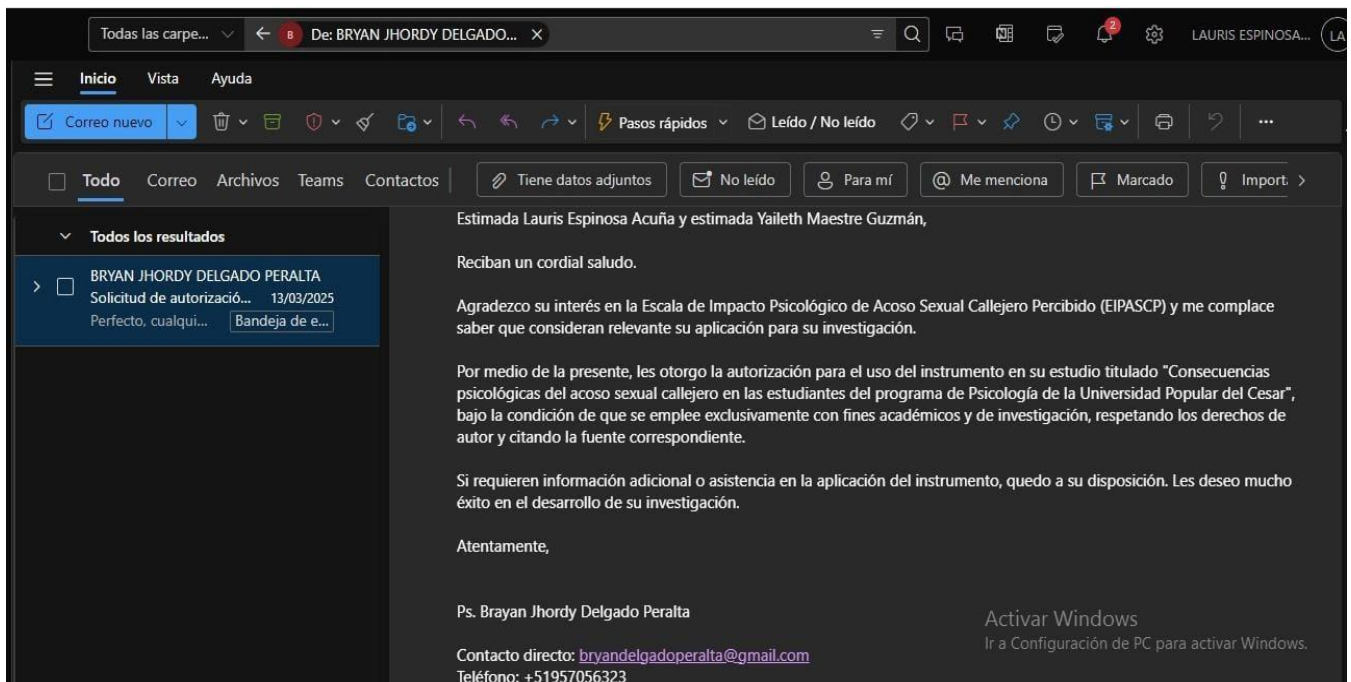 Todas las carpe...
B De: BRYAN JHORDY DELGADO...
2
LAURIS ESPINOSA...
LA
Inicio Vista Ayuda
Correo nuevo
Pasos rápidos
Leído / No leído
Todo Correo Archivos Teams Contactos
Tiene datos adjuntos
No leído
Para mí
@ Me menciona
Marcado
Import.
Todos los resultados
BRYAN JHORDY DELGADO PERALTA
Solicitud de autorizació... 13/03/2025
Perfecto, cualqui... Bandeja de e...
Estimada Lauris Espinosa Acuña y estimada Yaileth Maestre Guzmán,
Reciban un cordial saludo.
Agradezco su interés en la Escala de Impacto Psicológico de Acoso Sexual Callejero Percibido (EIPASCP) y me complace
saber que consideran relevante su aplicación para su investigación.
Por medio de la presente, les otorgo la autorización para el uso del instrumento en su estudio titulado "Consecuencias
psicológicas del acoso sexual callejero en las estudiantes del programa de Psicología de la Universidad Popular del Cesar",
bajo la condición de que se emplee exclusivamente con fines académicos y de investigación, respetando los derechos de
autor y citando la fuente correspondiente.
Si requieren información adicional o asistencia en la aplicación del instrumento, quedo a su disposición. Les deseo mucho
éxito en el desarrollo de su investigación.
Atentamente,
Ps. Brayan Jhordy Delgado Peralta
Contacto directo: bryandelgadoperalta@gmail.com
Teléfono: +51957056323
Activar Windows
Ir a Configuración de PC para activar Windows.